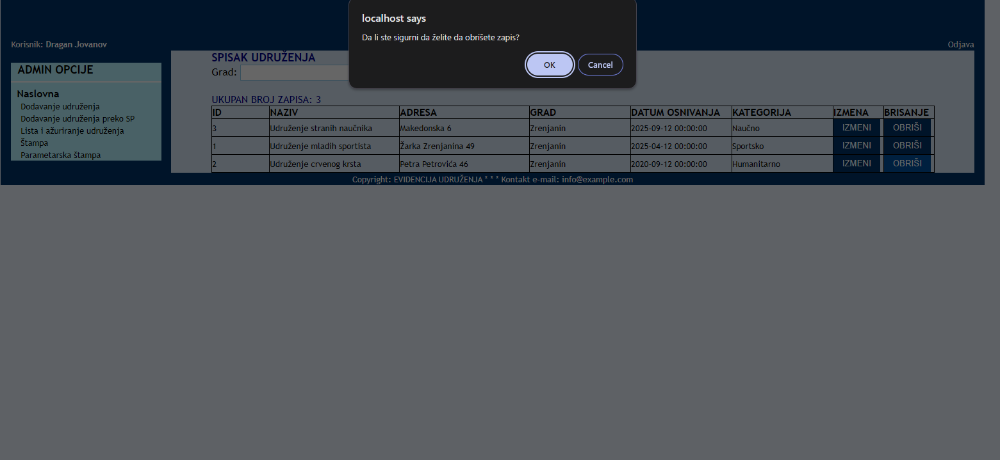 localhost says
Da li ste sigurni da želite da obrišete zapis?
OK Cancel
Korisnik: Dragan Jovanov Odjava
ADMIN OPCIJE
Naslovna
Dodavanje udruženja
Dodavanje udruženja preko SP
Lista i ažuriranje udruženja
Štampa
Parametarska štampa
SPISAK UDRUŽENJA
Grad:
UKUPAN BROJ ZAPISA: 3
ID NAZIV ADRESA GRAD DATUM OSNIVANJA KATEGORIJA IZMENA BRISANJE
3 Udruženje stranih naučnika Makedonska 6 Zrenjanin 2025-09-12 00:00:00 Naučno IZMENI OBRIŠI
1 Udruženje mladih sportista Žarka Zrenjanina 49 Zrenjanin 2025-04-12 00:00:00 Sportsko IZMENI OBRIŠI
2 Udruženje crvenog krsta Petra Petrovića 46 Zrenjanin 2020-09-12 00:00:00 Humanitarno IZMENI OBRIŠI
Copyright: EVIDENCIJA UDRUŽENJA * * * Kontakt e-mail: info@example.com